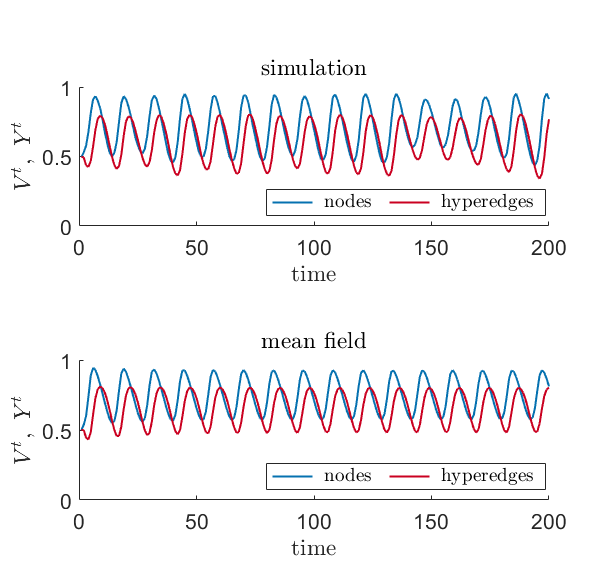 simulation
V^t, Y^t
1
0.5
0
nodes hyperedges
0 50 100 150 200
time
mean field
V^t, Y^t
1
0.5
0
nodes hyperedges
0 50 100 150 200
time